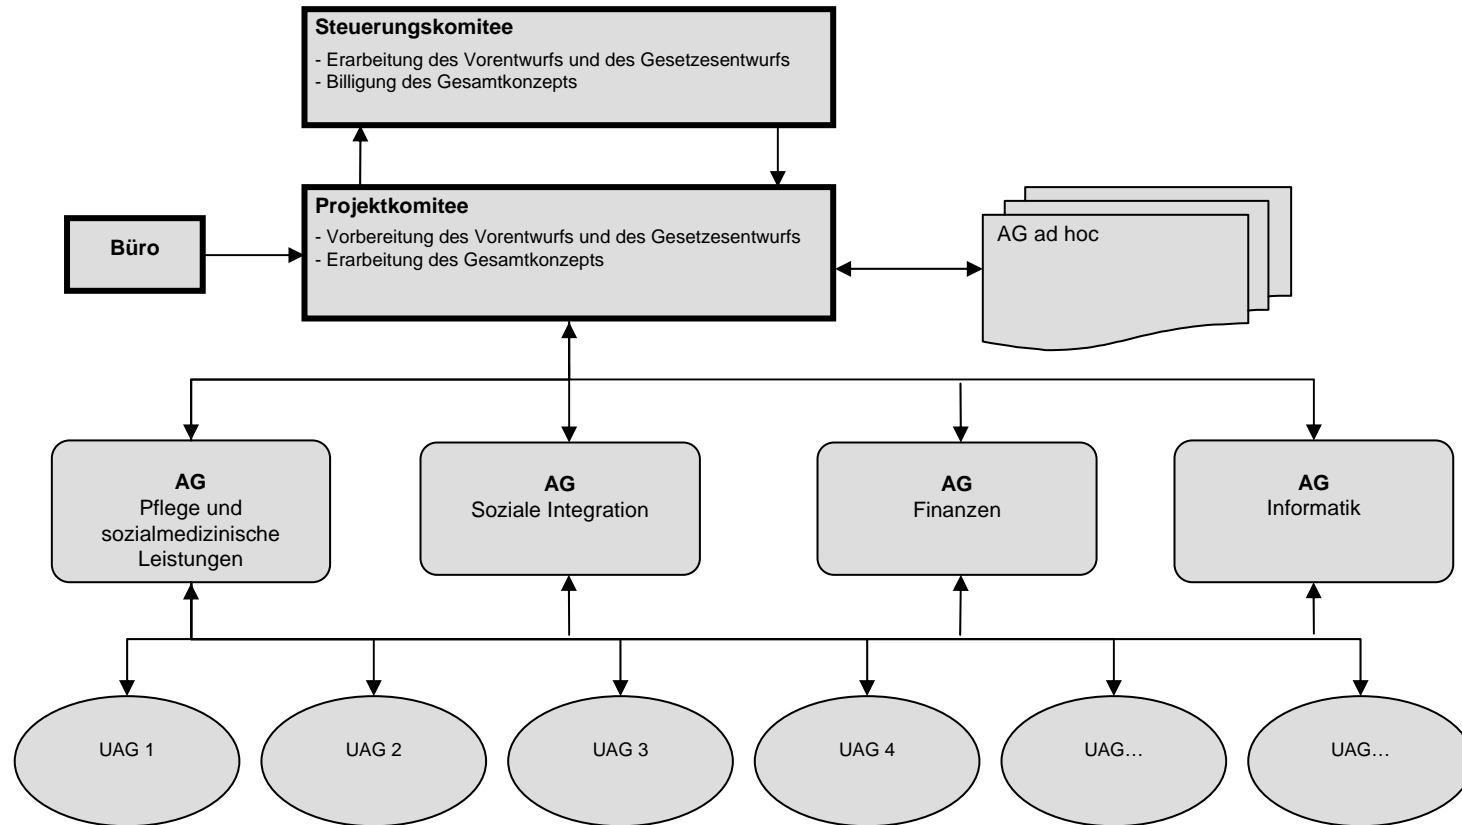 Steuerungskomitee
- Erarbeitung des Vorentwurfs und des Gesetzesentwurfs
- Billigung des Gesamtkonzepts
Projektkomitee
- Vorbereitung des Vorentwurfs und des Gesetzesentwurfs
- Erarbeitung des Gesamtkonzepts
Büro
AG ad hoc
AG
Pflege und
sozialmedizinische
Leistungen
AG
Soziale Integration
AG
Finanzen
AG
Informatik
UAG 1
UAG 2
UAG 3
UAG 4
UAG…
UAG…